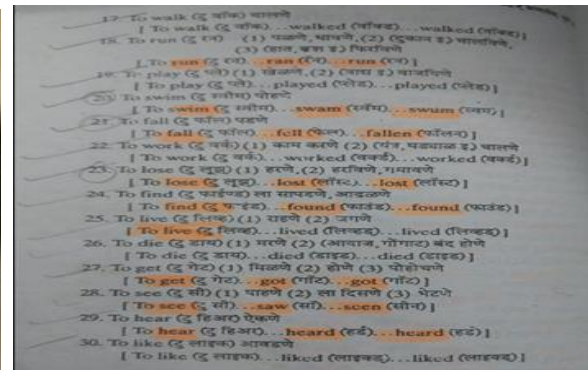 17. To walk (टु वॉक) चालणे
[ To walk (टु वॉक)...walked (वॉक्ड)...walked (वॉक्ड) ]
18. To run (टु रन) (1) पळणे, धावणे, (2) (दुकान इ) चालविणे,
(3) (हात, ब्रश इ) फिरविणे
[ To run (टु रन)...ran (रॅन)...run (रन) ]
19. To play (टु प्ले) (1) खेळणे, (2) (वाद्य इ) वाजविणे
[ To play (टु प्ले)...played (प्लेड)...played (प्लेड) ]
20. To swim (टु स्वीम) पोहणे
[ To swim (टु स्वीम)...swam (स्वॅम)...swum (स्वम) ]
21. To fall (टु फॉल) पडणे
[ To fall (टु फॉल)...fell (फेल)...fallen (फॉलन) ]
22. To work (टु वर्क) (1) काम करणे (2) (यंत्र, घड्याळ इ) चालणे
[ To work (टु वर्क)...worked (वर्क्ड)...worked (वर्क्ड) ]
23. To lose (टु लूझ) (1) हरणे, (2) हरविणे, गमावणे
[ To lose (टु लूझ)...lost (लॉस्ट)...lost (लॉस्ट) ]
24. To find (टु फाईण्ड) ला सापडणे, आढळणे
[ To find (टु फाईंड)...found (फाउंड)...found (फाउंड) ]
25. To live (टु लिव्ह) (1) राहणे (2) जगणे
[ To live (टु लिव्ह)...lived (लिव्हड्)...lived (लिव्हड्) ]
26. To die (टु डाय) (1) मरणे (2) (आवाज, गोंगाट) बंद होणे
[ To die (टु डाय)...died (डाइड)...died (डाइड) ]
27. To get (टु गेट) (1) मिळणे (2) होणे (3) पोहोचणे
[ To get (टु गेट)...got (गॉट)...got (गॉट) ]
28. To see (टु सी) (1) पाहणे (2) ला दिसणे (3) भेटणे
[ To see (टु सी)...saw (सॉ)...seen (सीन) ]
29. To hear (टु हिअर) ऐकणे
[ To hear (टु हिअर)...heard (हर्ड)...heard (हर्ड) ]
30. To like (टु लाइक) आवडणे
[ To like (टु लाइक)...liked (लाइक्ड्)...liked (लाइक्ड्) ]